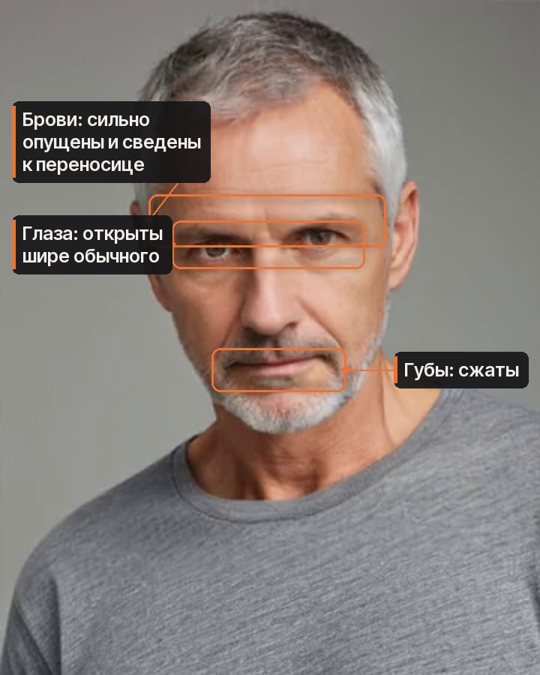 Брови: сильно
опущены и сведены
к переносице
Глаза: открыты
шире обычного
Губы: сжаты